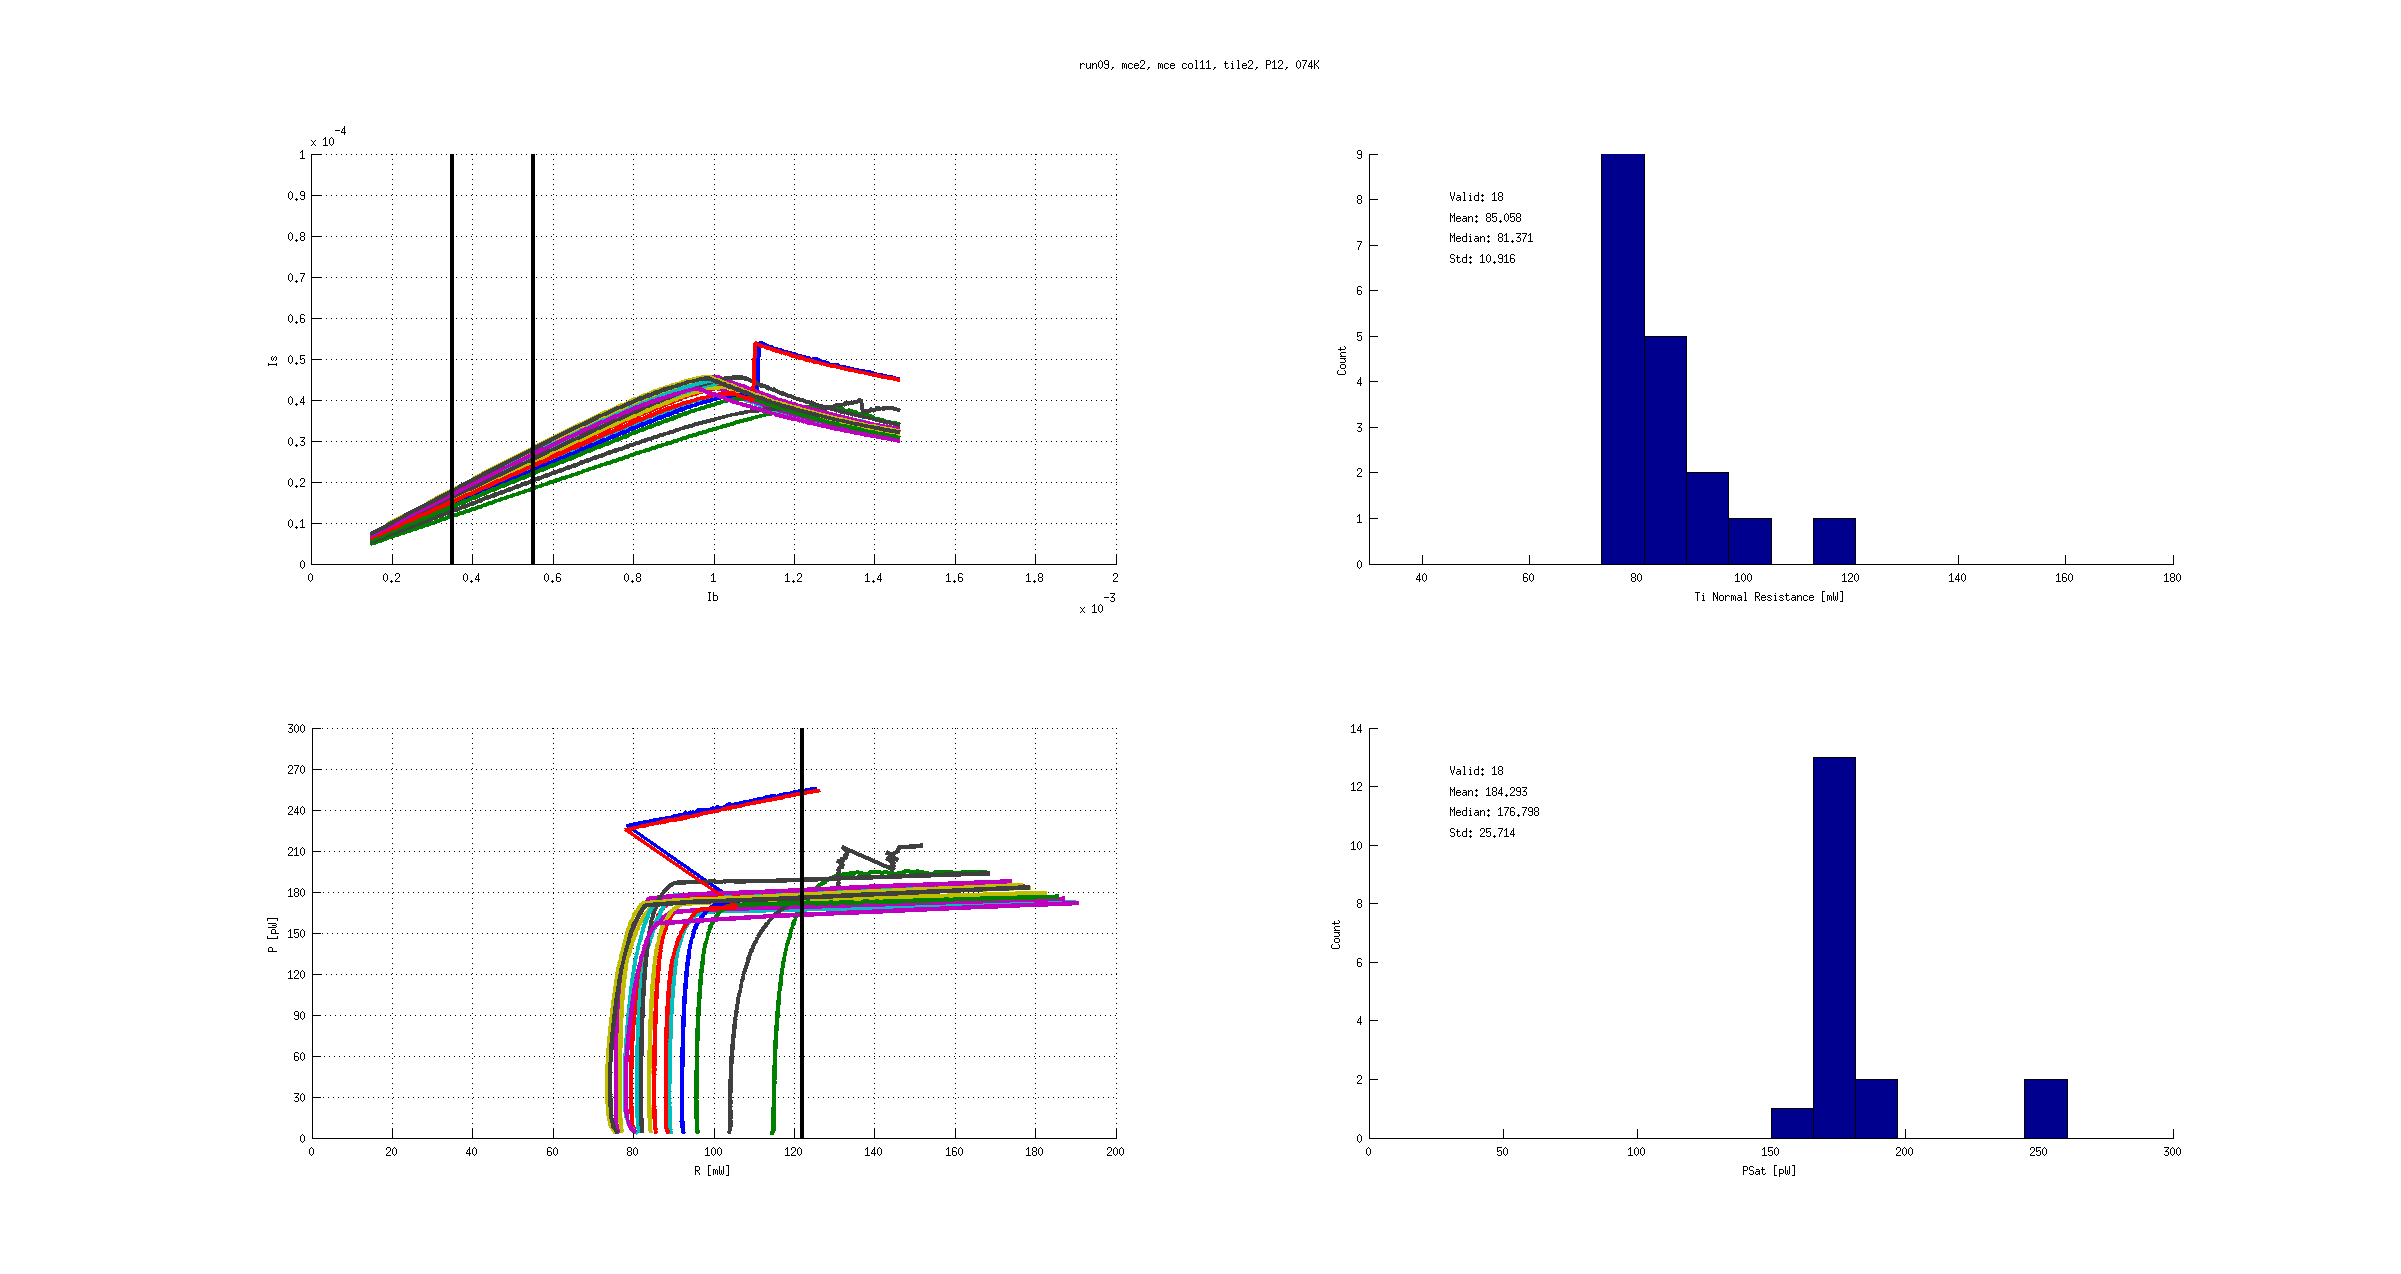 run09, mce2, mce col11, tile2, P12, 074K
x 10^-4
1
0.9
0.8
0.7
0.6
0.5
0.4
0.3
0.2
0.1
0
Is
0 0.2 0.4 0.6 0.8 1 1.2 1.4 1.6 1.8 2
Ib
x 10^-3
9
8
7
6
5
4
3
2
1
0
Count
Valid: 18
Mean: 85.058
Median: 81.371
Std: 10.916
40 60 80 100 120 140 160 180
Ti Normal Resistance [mW]
300
270
240
210
180
150
120
90
60
30
0
P [pW]
0 20 40 60 80 100 120 140 160 180 200
R [mW]
14
12
10
8
6
4
2
0
Count
Valid: 18
Mean: 184.293
Median: 176.798
Std: 25.714
0 50 100 150 200 250 300
PSat [pW]